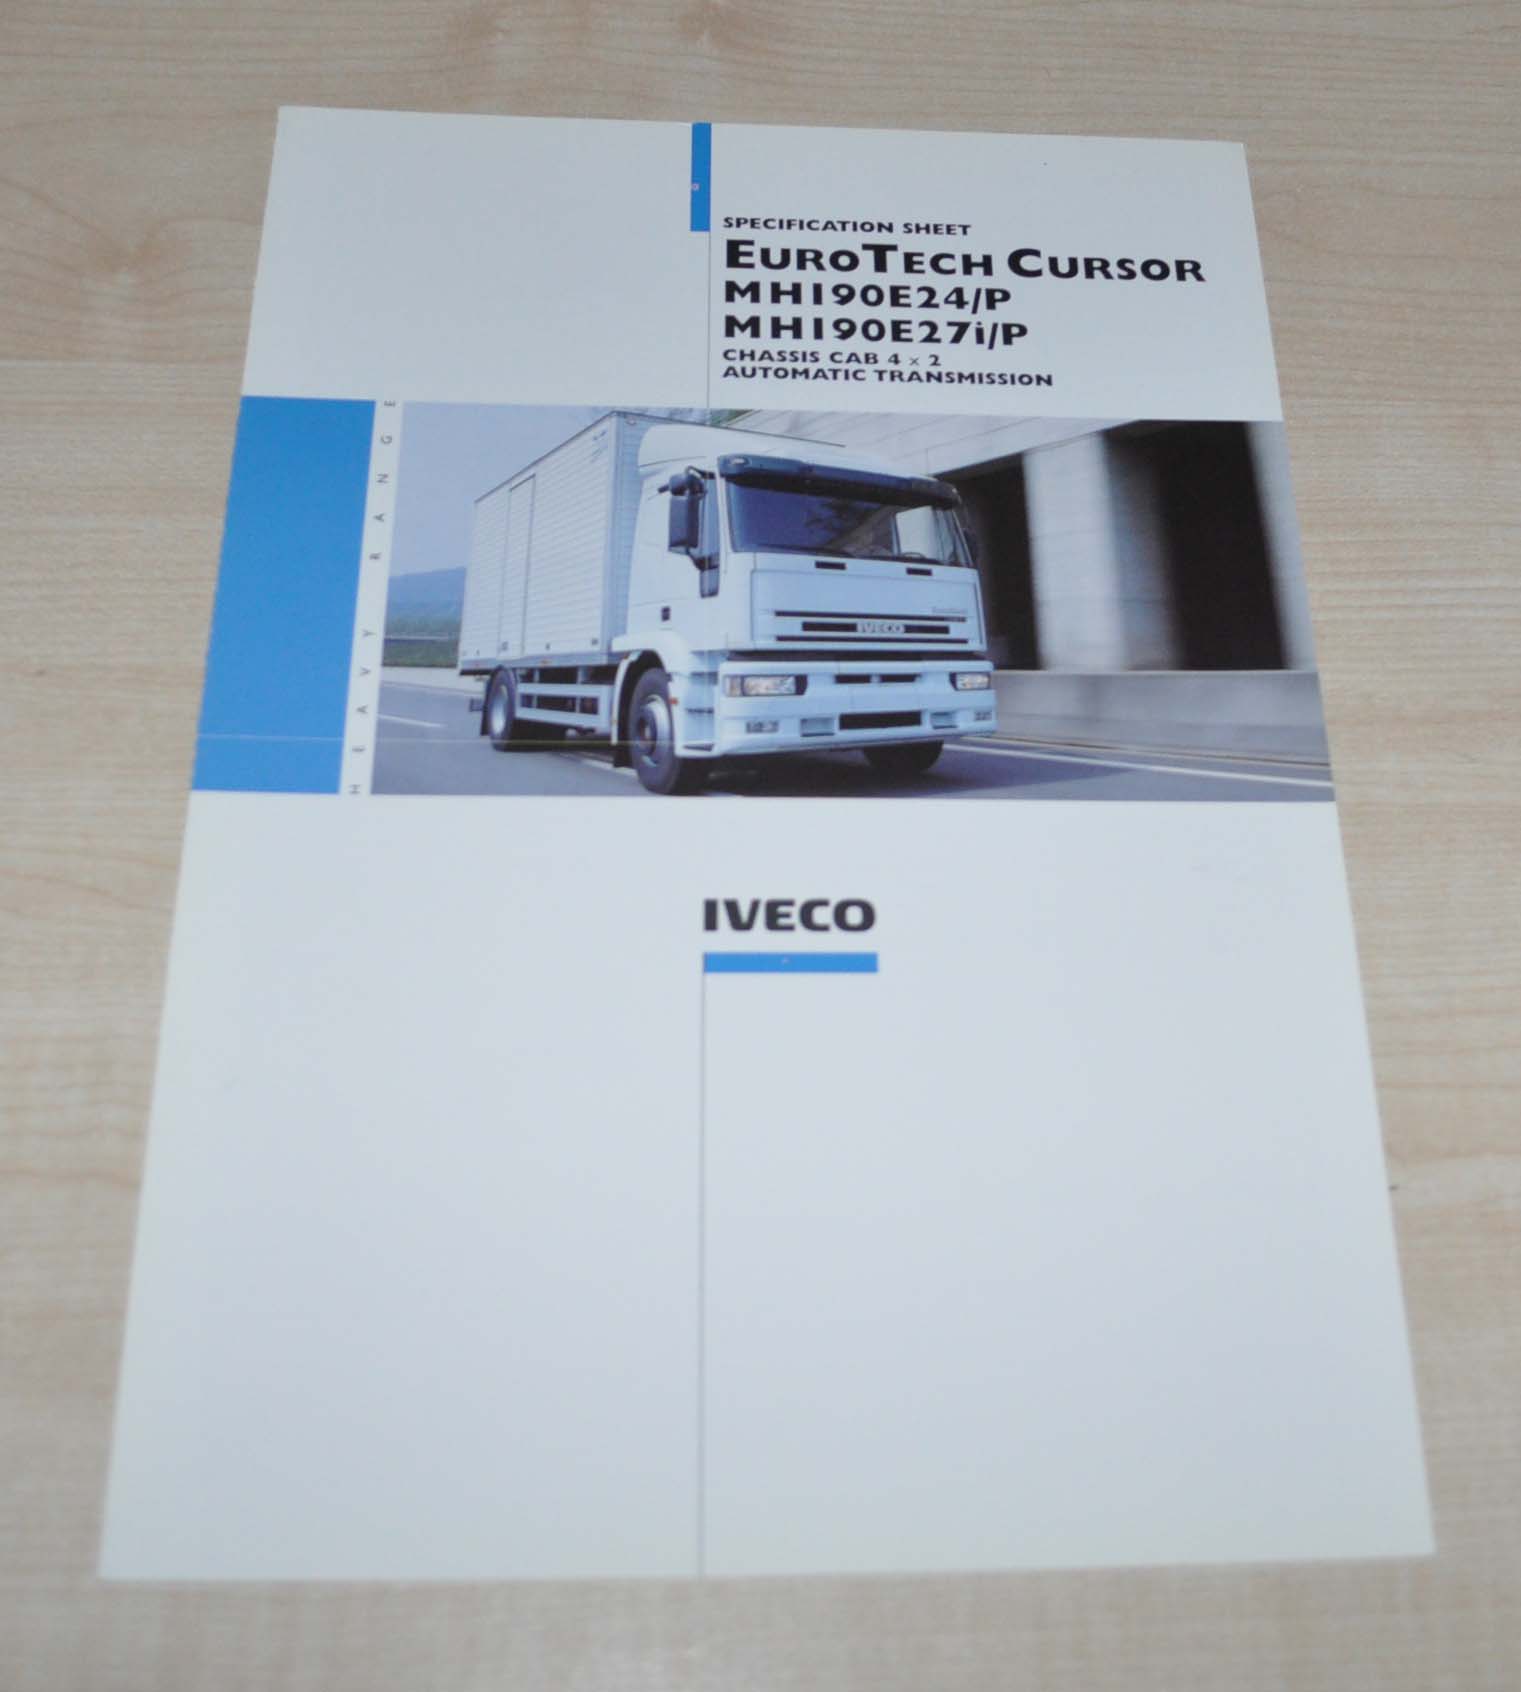 SPECIFICATION SHEET
EUROTECH CURSOR
MH190E24/P
MH190E27i/P
CHASSIS CAB 4 × 2
AUTOMATIC TRANSMISSION
HEAVY RANGE
IVECO
IVECO